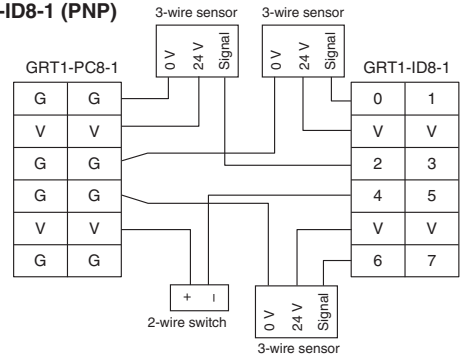 -ID8-1 (PNP)
3-wire sensor
3-wire sensor
0 V
24 V
Signal
0 V
24 V
Signal
GRT1-PC8-1
GRT1-ID8-1
G G
V V
G G
G G
V V
G G
0 1
V V
2 3
4 5
V V
6 7
+ –
2-wire switch
0 V
24 V
Signal
3-wire sensor